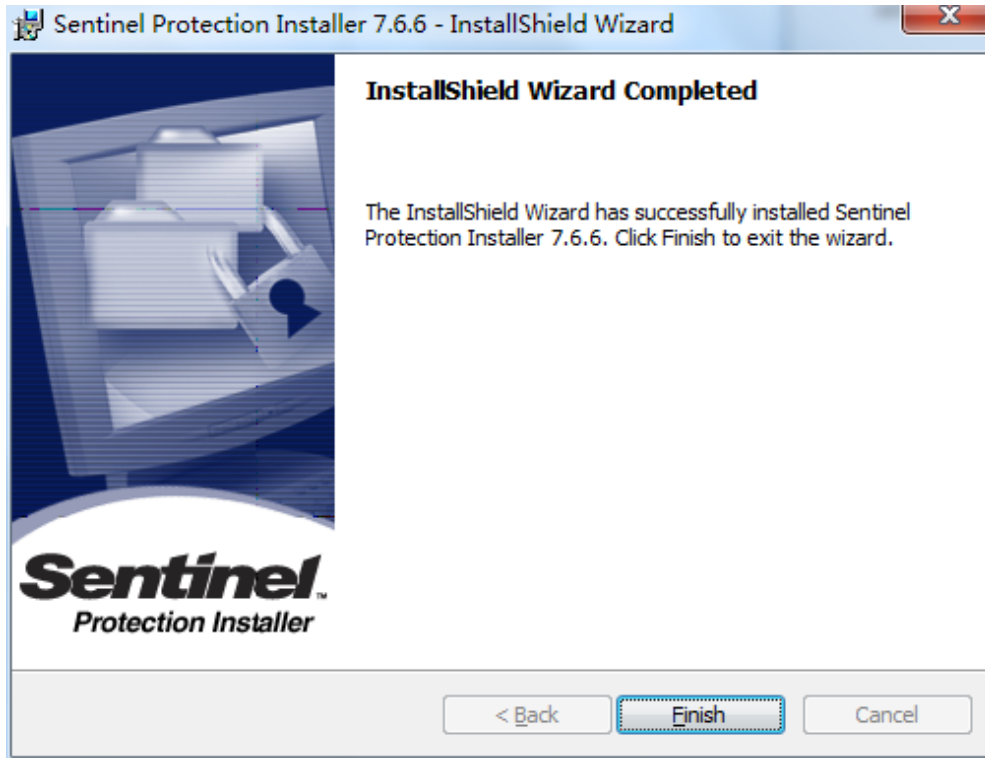 Sentinel Protection Installer 7.6.6 - InstallShield Wizard
InstallShield Wizard Completed
The InstallShield Wizard has successfully installed Sentinel
Protection Installer 7.6.6. Click Finish to exit the wizard.
Sentinel™
Protection Installer
< Back
Finish
Cancel